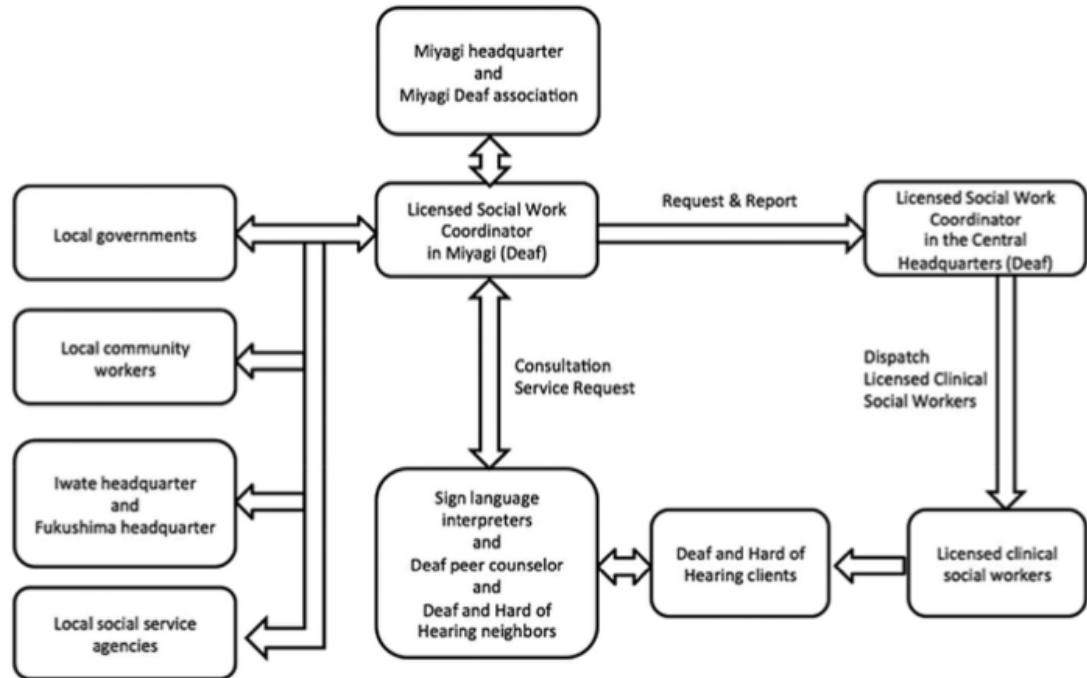 Miyagi headquarter
and
Miyagi Deaf association
Local governments
Licensed Social Work
Coordinator
in Miyagi (Deaf)
Request & Report
Licensed Social Work
Coordinator
in the Central
Headquarters (Deaf)
Local community
workers
Consultation
Service Request
Dispatch
Licensed Clinical
Social Workers
Iwate headquarter
and
Fukushima headquarter
Sign language
interpreters
and
Deaf peer counselor
and
Deaf and Hard of
Hearing neighbors
Deaf and Hard of
Hearing clients
Licensed clinical
social workers
Local social service
agencies